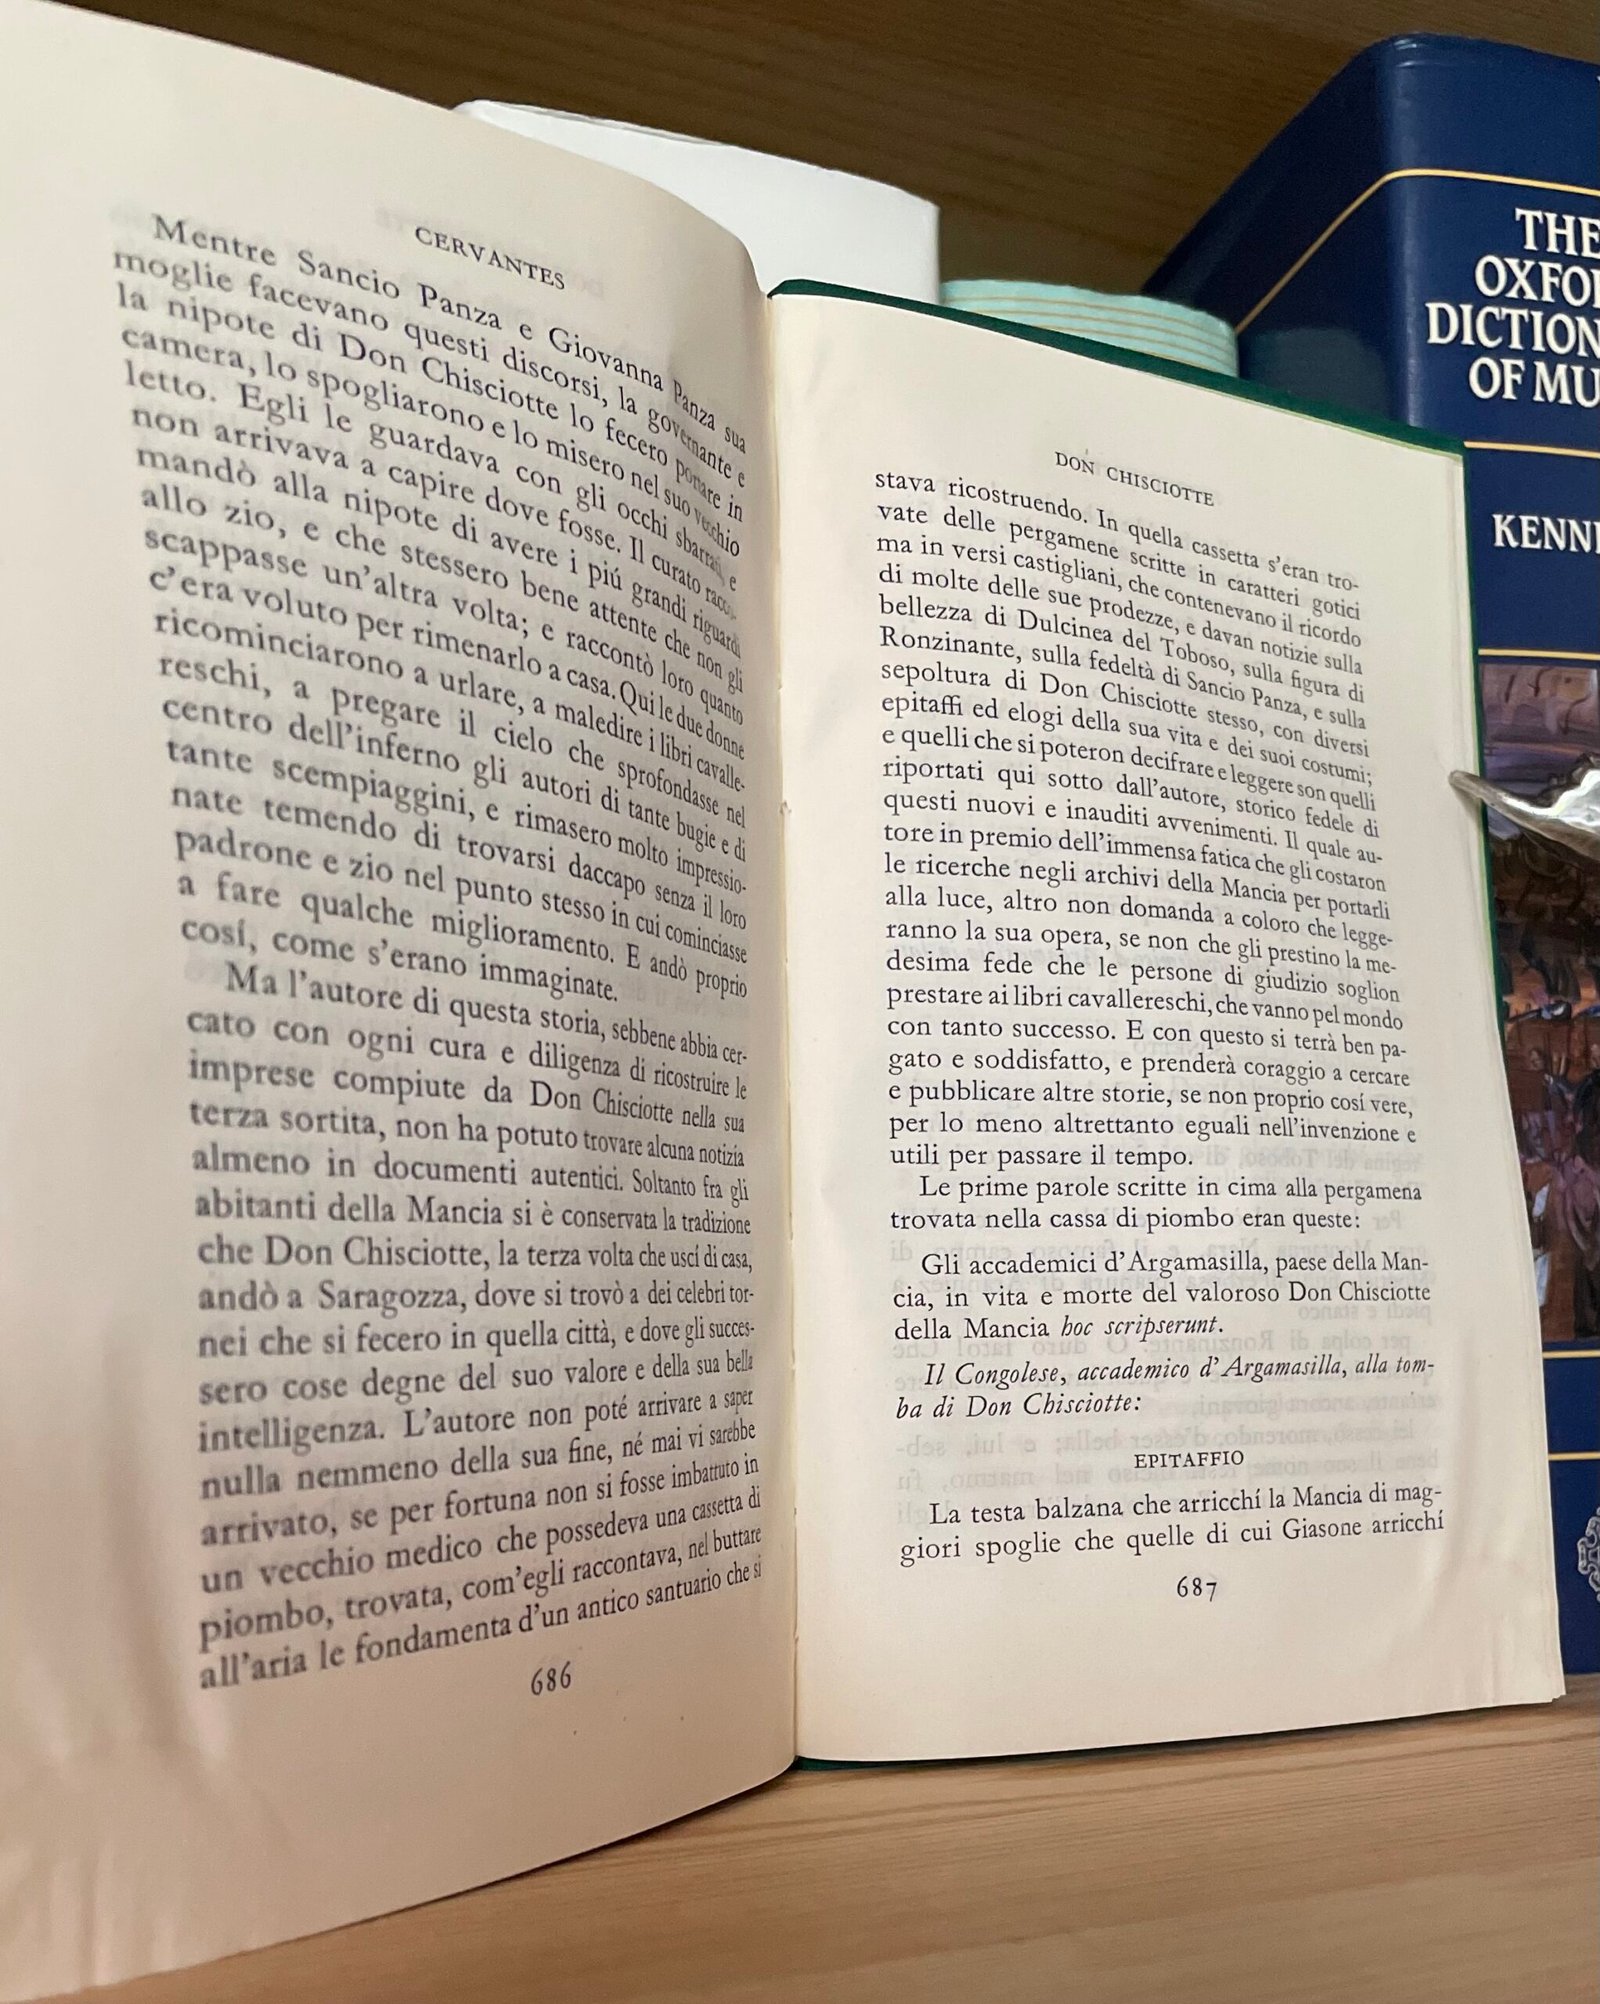 CERVANTES
Mentre Sancio Panza e Giovanna Panza sua
moglie facevano questi discorsi, la governante e
la nipote di Don Chisciotte lo fecero portare in
camera, lo spogliarono e lo misero nel suo vecchio
letto. Egli le guardava con gli occhi sbarrati, e
non arrivava a capire dove fosse. Il curato racco-
mandò alla nipote di avere i piú grandi riguardi
allo zio, e che stessero bene attente che non gli
scappasse un'altra volta; e raccontò loro quanto
c'era voluto per rimenarlo a casa. Qui le due donne
ricominciarono a urlare, a maledire i libri cavalle-
reschi, a pregare il cielo che sprofondasse nel
centro dell'inferno gli autori di tante bugie e di
tante scempiaggini, e rimasero molto impressio-
nate temendo di trovarsi daccapo senza il loro
padrone e zio nel punto stesso in cui cominciasse
a fare qualche miglioramento. E andò proprio
cosí, come s'erano immaginate.
Ma l'autore di questa storia, sebbene abbia cer-
cato con ogni cura e diligenza di ricostruire le
imprese compiute da Don Chisciotte nella sua
terza sortita, non ha potuto trovare alcuna notizia
almeno in documenti autentici. Soltanto fra gli
abitanti della Mancia si è conservata la tradizione
che Don Chisciotte, la terza volta che uscí di casa,
andò a Saragozza, dove si trovò a dei celebri tor-
nei che si fecero in quella città, e dove gli succes-
sero cose degne del suo valore e della sua bella
intelligenza. L'autore non poté arrivare a saper
nulla nemmeno della sua fine, né mai vi sarebbe
arrivato, se per fortuna non si fosse imbattuto in
un vecchio medico che possedeva una cassetta di
piombo, trovata, com'egli raccontava, nel buttare
all'aria le fondamenta d'un antico santuario che si
686
DON CHISCIOTTE
stava ricostruendo. In quella cassetta s'eran tro-
vate delle pergamene scritte in caratteri gotici
ma in versi castigliani, che contenevano il ricordo
di molte delle sue prodezze, e davan notizie sulla
bellezza di Dulcinea del Toboso, sulla figura di
Ronzinante, sulla fedeltà di Sancio Panza, e sulla
sepoltura di Don Chisciotte stesso, con diversi
epitaffi ed elogi della sua vita e dei suoi costumi;
e quelli che si poteron decifrare e leggere son quelli
riportati qui sotto dall'autore, storico fedele di
questi nuovi e inauditi avvenimenti. Il quale au-
tore in premio dell'immensa fatica che gli costaron
le ricerche negli archivi della Mancia per portarli
alla luce, altro non domanda a coloro che legge-
ranno la sua opera, se non che gli prestino la me-
desima fede che le persone di giudizio soglion
prestare ai libri cavallereschi, che vanno pel mondo
con tanto successo. E con questo si terrà ben pa-
gato e soddisfatto, e prenderà coraggio a cercare
e pubblicare altre storie, se non proprio cosí vere,
per lo meno altrettanto eguali nell'invenzione e
utili per passare il tempo.
Le prime parole scritte in cima alla pergamena
trovata nella cassa di piombo eran queste:
Gli accademici d'Argamasilla, paese della Man-
cia, in vita e morte del valoroso Don Chisciotte
della Mancia hoc scripserunt.
Il Congolese, accademico d'Argamasilla, alla tom-
ba di Don Chisciotte:
EPITAFFIO
La testa balzana che arricchí la Mancia di mag-
giori spoglie che quelle di cui Giasone arricchí
687
THE
OXFO
DICTION
OF MU
KENNE